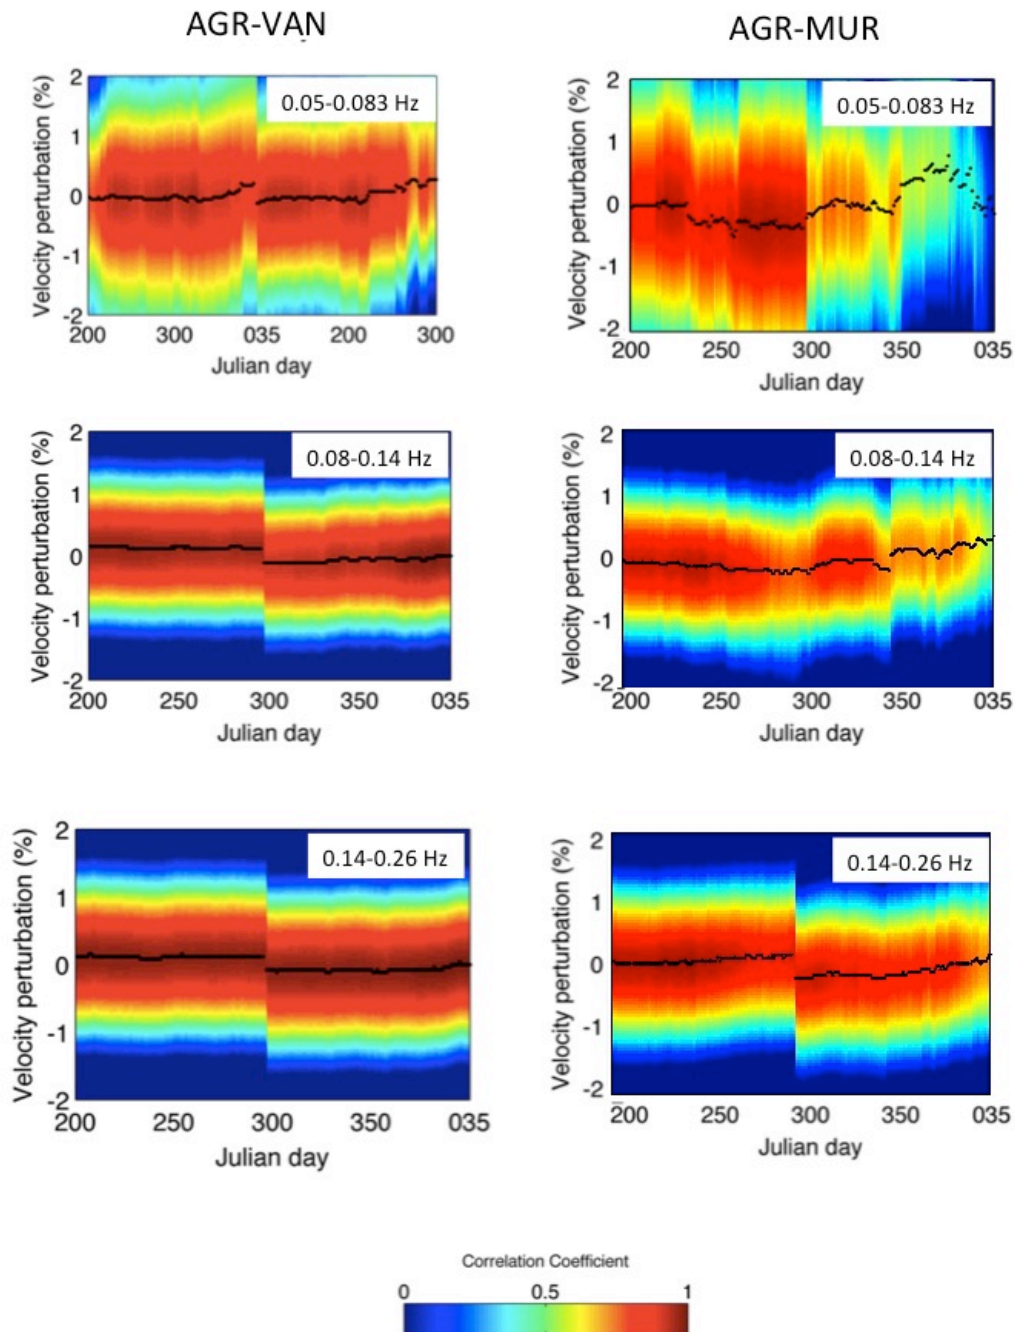 AGR-VAN
AGR-MUR
Velocity perturbation (%)
2
1
0
-1
-2
0.05-0.083 Hz
200 300 035 200 300
Julian day
Velocity perturbation (%)
2
1
0
-1
-2
0.05-0.083 Hz
200 250 300 350 035
Julian day
Velocity perturbation (%)
2
1
0
-1
-2
0.08-0.14 Hz
200 250 300 350 035
Julian day
Velocity perturbation (%)
2
1
0
-1
-2
0.08-0.14 Hz
200 250 300 350 035
Julian day
Velocity perturbation (%)
2
1
0
-1
-2
0.14-0.26 Hz
200 250 300 350 035
Julian day
Velocity perturbation (%)
2
1
0
-1
-2
0.14-0.26 Hz
200 250 300 350 035
Julian day
Correlation Coefficient
0 0.5 1